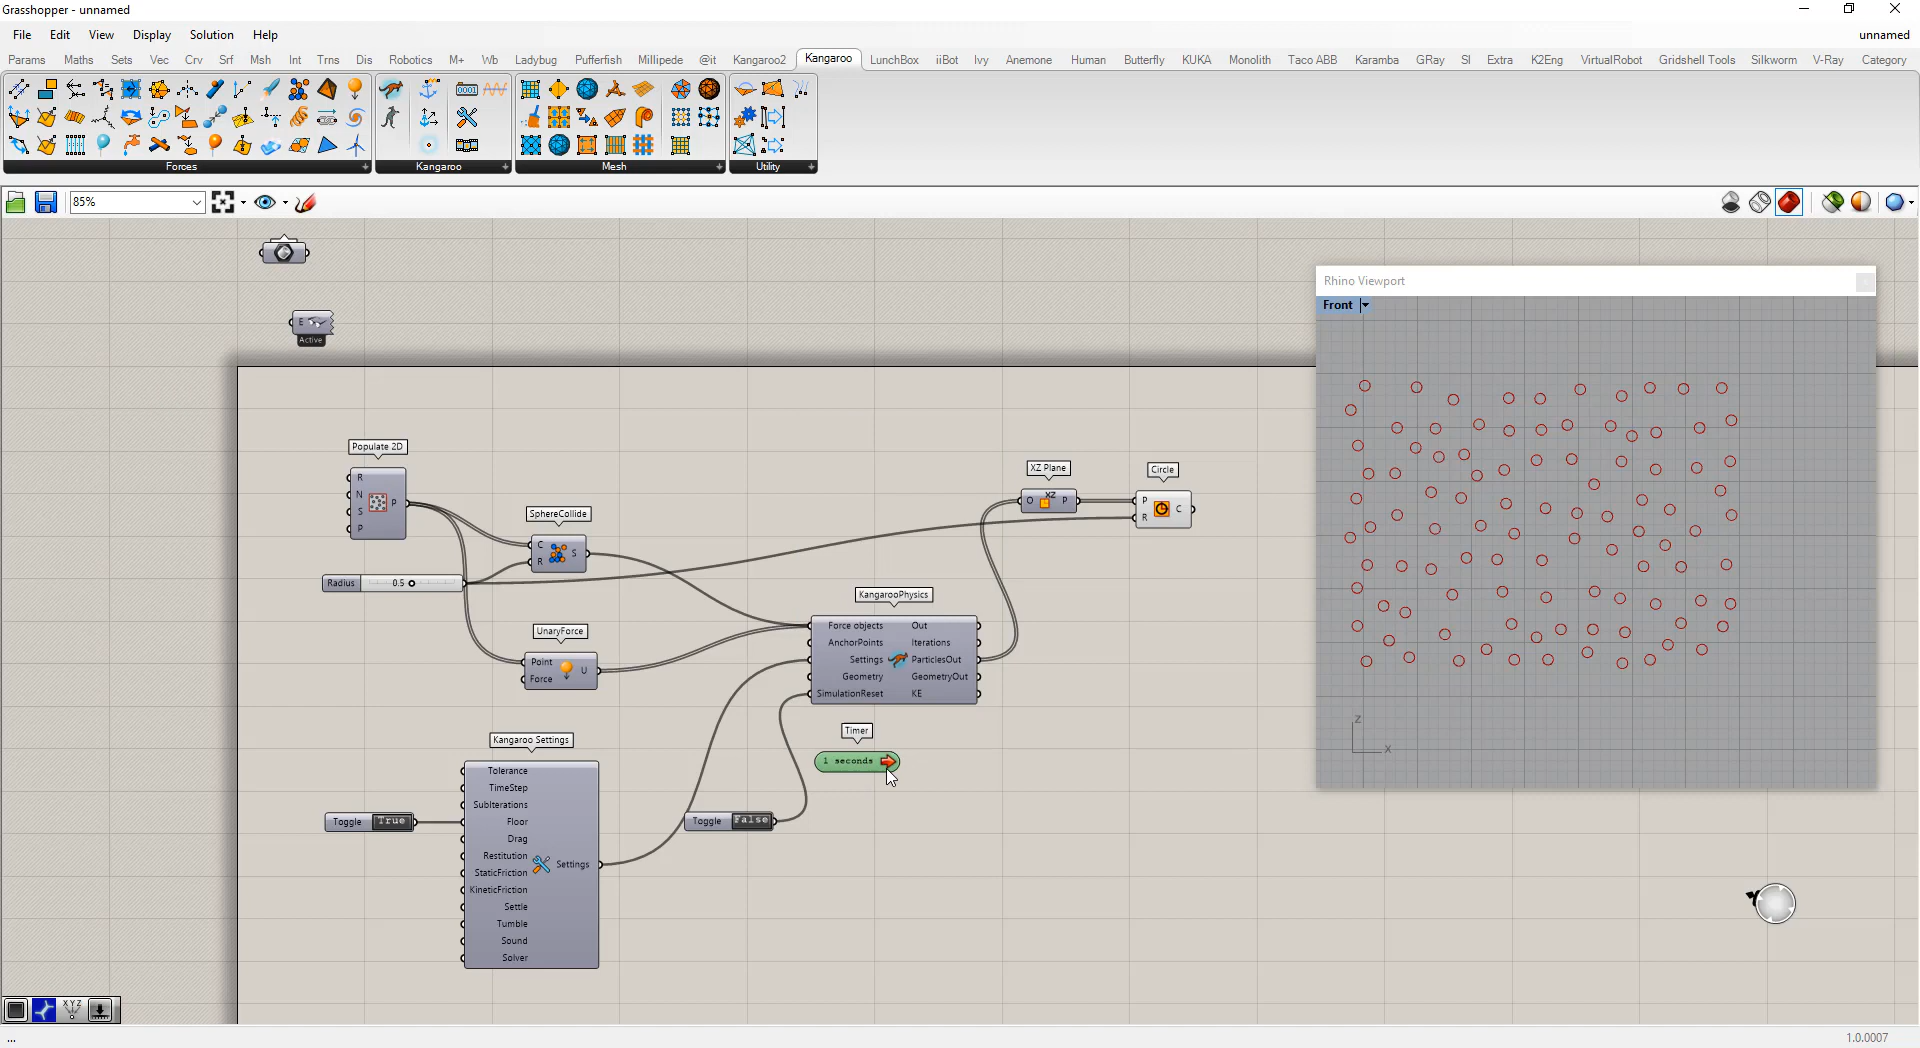 Grasshopper - unnamed
File Edit View Display Solution Help unnamed
Params Maths Sets Vec Crv Srf Msh Int Trns Dis Robotics M+ Wb Ladybug Pufferfish Millipede @it Kangaroo2 Kangaroo LunchBox iiBot Ivy Anemone Human Butterfly KUKA Monolith Taco ABB Karamba GRay SI Extra K2Eng VirtualRobot Gridshell Tools Silkworm V-Ray Category
0001
Forces Kangaroo Mesh Utility
85%
Rhino Viewport
Front
E
Active
Populate 2D
R
N
S
P
P
SphereCollide
C
R
S
Radius 0.5
UnaryForce
Point
Force
U
XZ Plane
O XZ P
Circle
P
R
C
KangarooPhysics
Force objects Out
AnchorPoints Iterations
Settings ParticlesOut
Geometry GeometryOut
SimulationReset KE
Timer
1 seconds
Toggle False
Kangaroo Settings
Tolerance
TimeStep
SubIterations
Floor
Drag
Restitution
StaticFriction
KineticFriction
Settle
Tumble
Sound
Solver
Settings
Toggle True
Z
X
XYZ
...
1.0.0007